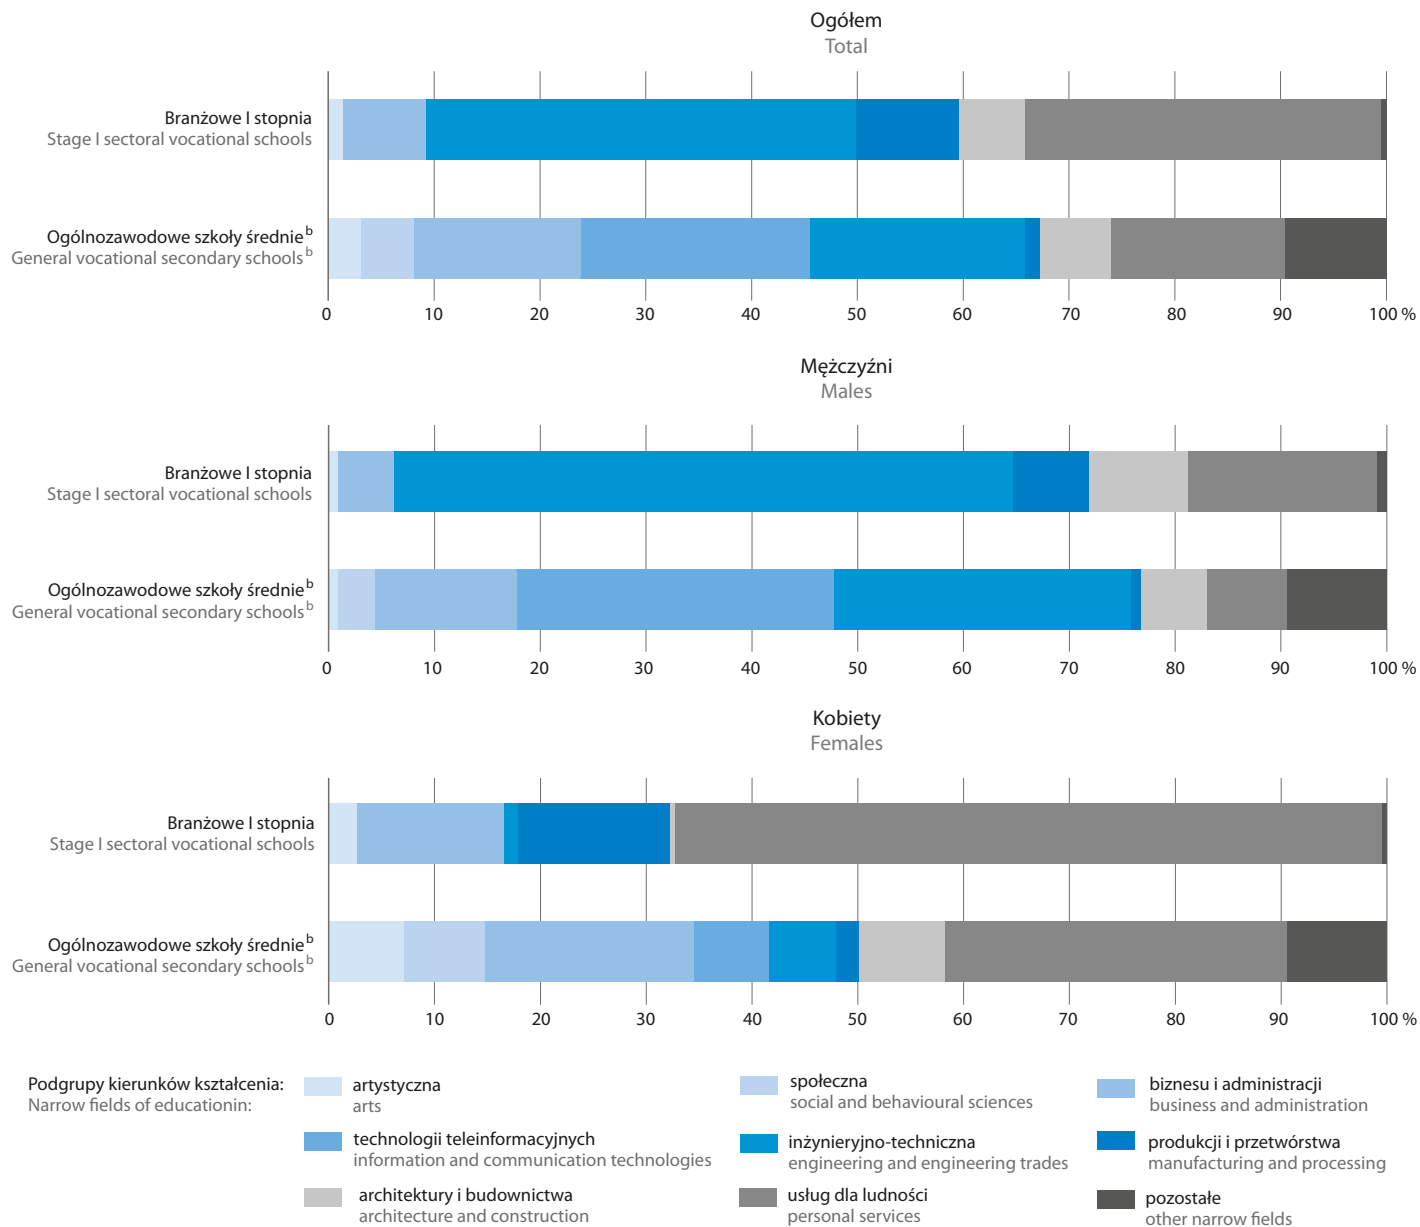 Ogółem
Total
Branżowe I stopnia
Stage I sectoral vocational schools
Ogólnozawodowe szkoły średnie b
General vocational secondary schools b
0 10 20 30 40 50 60 70 80 90 100 %
Mężczyźni
Males
Branżowe I stopnia
Stage I sectoral vocational schools
Ogólnozawodowe szkoły średnie b
General vocational secondary schools b
0 10 20 30 40 50 60 70 80 90 100 %
Kobiety
Females
Branżowe I stopnia
Stage I sectoral vocational schools
Ogólnozawodowe szkoły średnie b
General vocational secondary schools b
0 10 20 30 40 50 60 70 80 90 100 %
Podgrupy kierunków kształcenia:
Narrow fields of educationin:
artystyczna
arts
społeczna
social and behavioural sciences
biznesu i administracji
business and administration
technologii teleinformacyjnych
information and communication technologies
inżynieryjno-techniczna
engineering and engineering trades
produkcji i przetwórstwa
manufacturing and processing
architektury i budownictwa
architecture and construction
usług dla ludności
personal services
pozostałe
other narrow fields